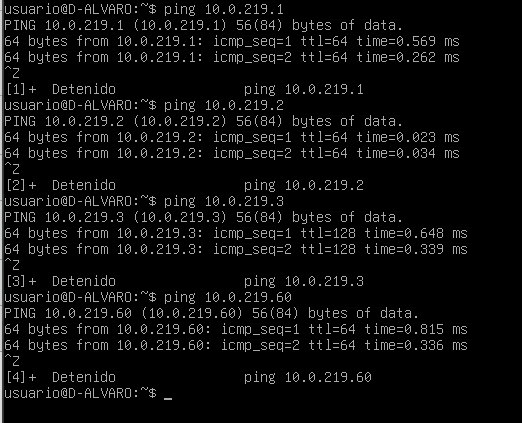 usuario@D-ALVARO:~$ ping 10.0.219.1
PING 10.0.219.1 (10.0.219.1) 56(84) bytes of data.
64 bytes from 10.0.219.1: icmp_seq=1 ttl=64 time=0.569 ms
64 bytes from 10.0.219.1: icmp_seq=2 ttl=64 time=0.262 ms
^Z
[1]+  Detenido                ping 10.0.219.1
usuario@D-ALVARO:~$ ping 10.0.219.2
PING 10.0.219.2 (10.0.219.2) 56(84) bytes of data.
64 bytes from 10.0.219.2: icmp_seq=1 ttl=64 time=0.023 ms
64 bytes from 10.0.219.2: icmp_seq=2 ttl=64 time=0.034 ms
^Z
[2]+  Detenido                ping 10.0.219.2
usuario@D-ALVARO:~$ ping 10.0.219.3
PING 10.0.219.3 (10.0.219.3) 56(84) bytes of data.
64 bytes from 10.0.219.3: icmp_seq=1 ttl=128 time=0.648 ms
64 bytes from 10.0.219.3: icmp_seq=2 ttl=128 time=0.339 ms
^Z
[3]+  Detenido                ping 10.0.219.3
usuario@D-ALVARO:~$ ping 10.0.219.60
PING 10.0.219.60 (10.0.219.60) 56(84) bytes of data.
64 bytes from 10.0.219.60: icmp_seq=1 ttl=64 time=0.815 ms
64 bytes from 10.0.219.60: icmp_seq=2 ttl=64 time=0.336 ms
^Z
[4]+  Detenido                ping 10.0.219.60
usuario@D-ALVARO:~$ _